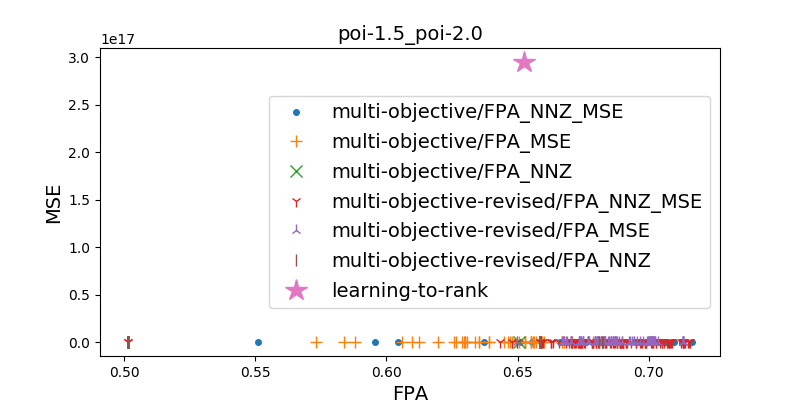 poi-1.5_poi-2.0
1e17
3.0
2.5
2.0
1.5
1.0
0.5
0.0
MSE
multi-objective/FPA_NNZ_MSE
multi-objective/FPA_MSE
multi-objective/FPA_NNZ
multi-objective-revised/FPA_NNZ_MSE
multi-objective-revised/FPA_MSE
multi-objective-revised/FPA_NNZ
learning-to-rank
0.50 0.55 0.60 0.65 0.70
FPA